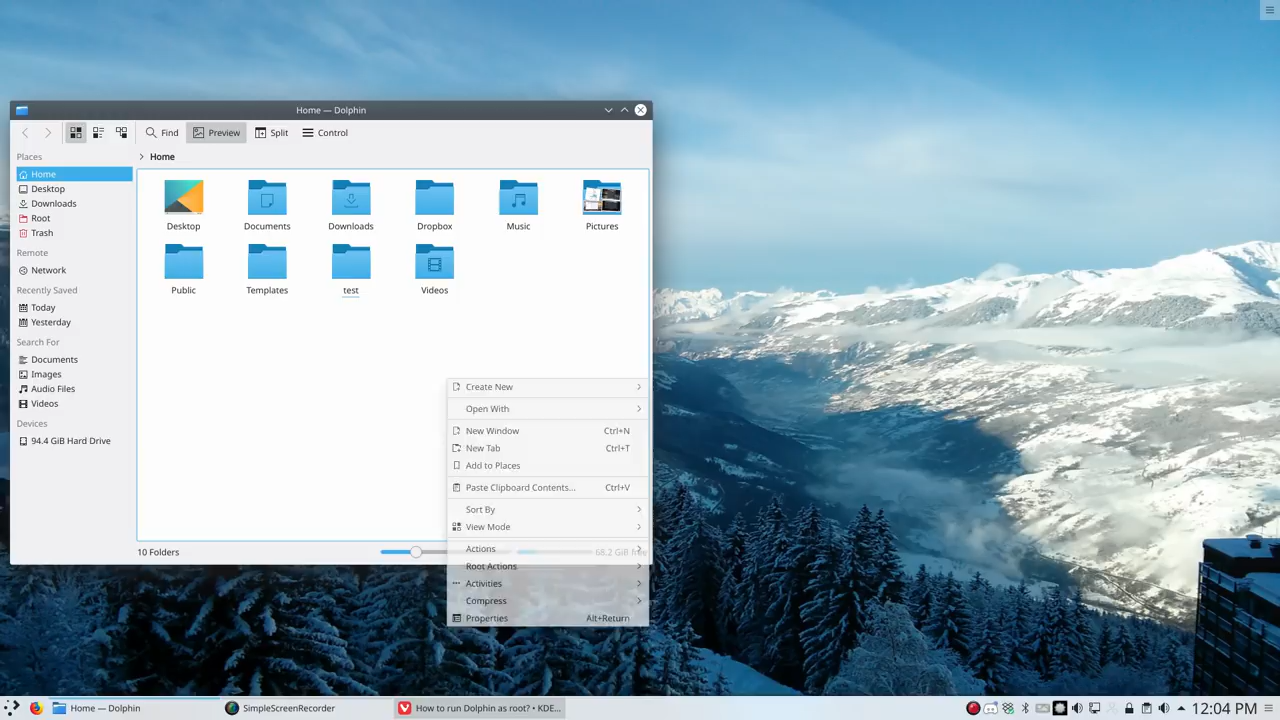 Home — Dolphin
Find
Preview
Split
Control
Places
Home
Home
Desktop
Downloads
Root
Trash
Remote
Network
Recently Saved
Today
Yesterday
Search For
Documents
Images
Audio Files
Videos
Devices
94.4 GiB Hard Drive
Desktop
Documents
Downloads
Dropbox
Music
Pictures
Public
Templates
test
Videos
Create New
Open With
New Window Ctrl+N
New Tab Ctrl+T
Add to Places
Paste Clipboard Contents... Ctrl+V
Sort By
View Mode
Actions
Root Actions
Activities
Compress
Properties Alt+Return
10 Folders
68.2 GiB free
Home — Dolphin
SimpleScreenRecorder
How to run Dolphin as root? • KDE...
12:04 PM